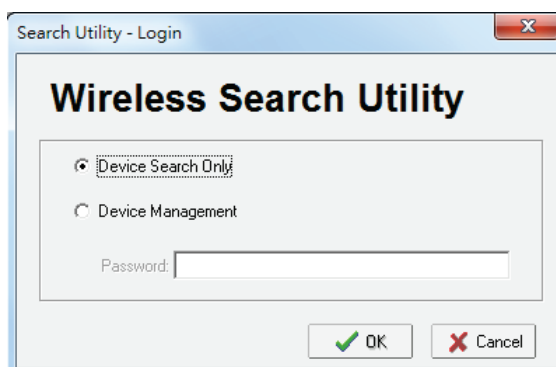 Search Utility - Login
Wireless Search Utility
Device Search Only
Device Management
Password:
OK
Cancel